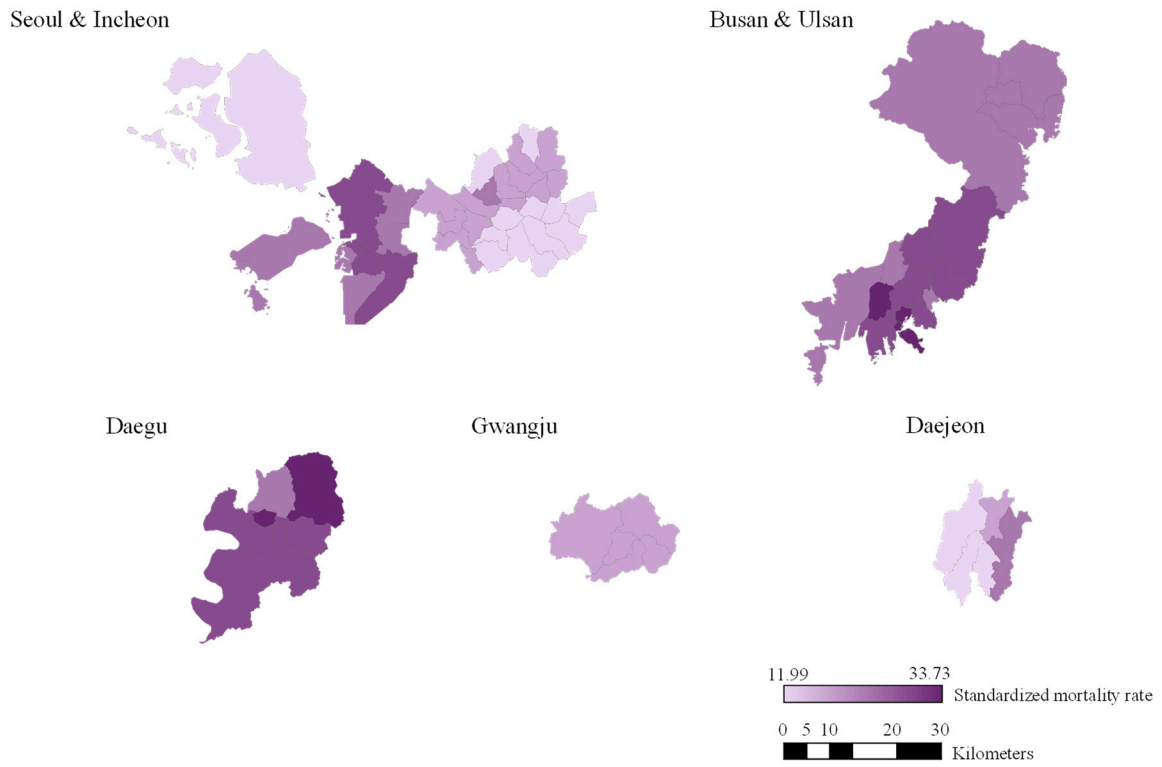 Seoul & Incheon
Busan & Ulsan
Daegu
Gwangju
Daejeon
11.99 33.73
Standardized mortality rate
0 5 10 20 30
Kilometers